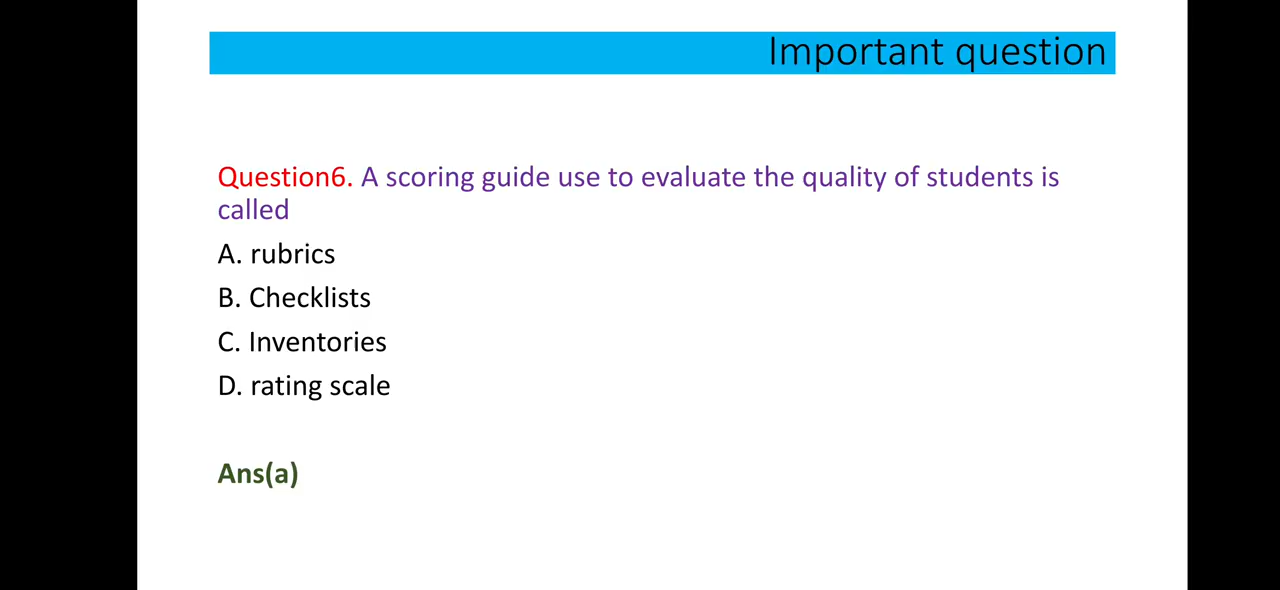 Important question
Question6. A scoring guide use to evaluate the quality of students is
called
A. rubrics
B. Checklists
C. Inventories
D. rating scale
Ans(a)